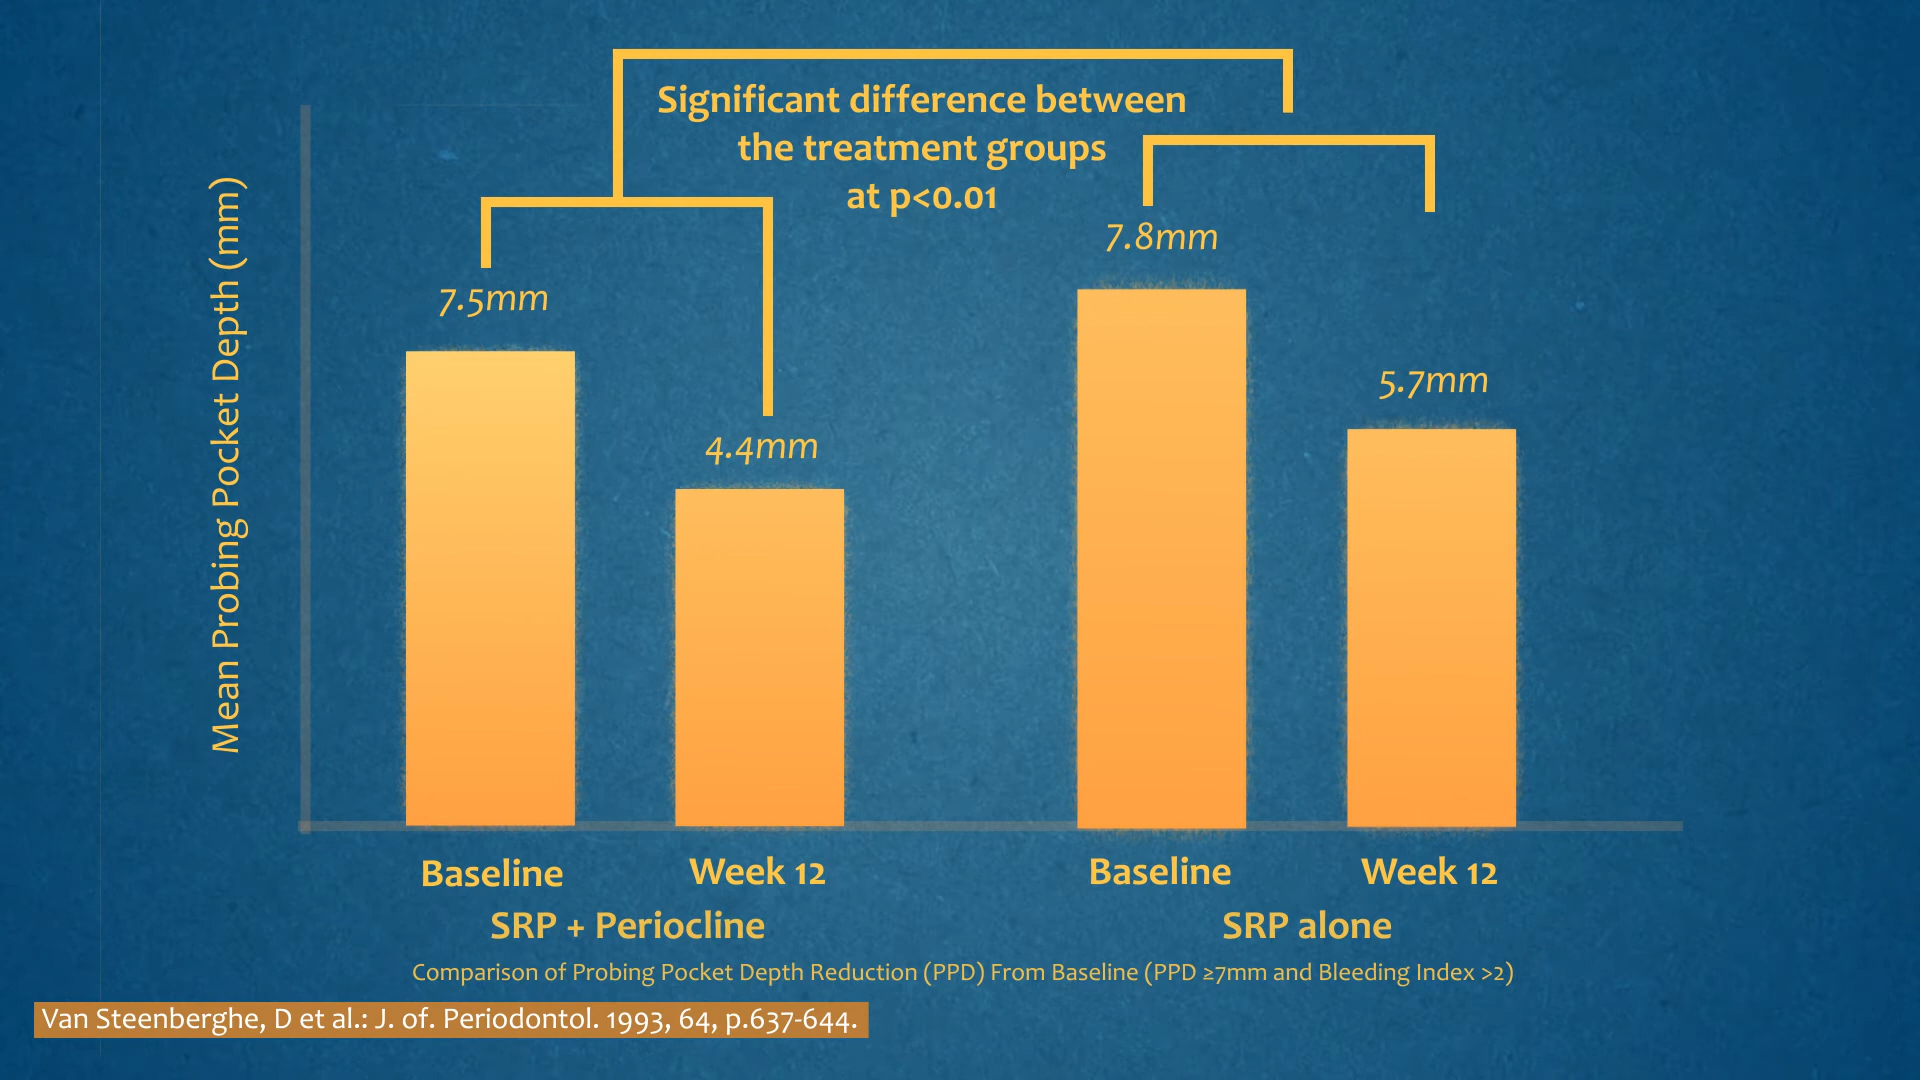 Significant difference between
the treatment groups
at p<0.01
Mean Probing Pocket Depth (mm)
7.5mm
4.4mm
7.8mm
5.7mm
Baseline
Week 12
Baseline
Week 12
SRP + Periocline
SRP alone
Comparison of Probing Pocket Depth Reduction (PPD) From Baseline (PPD ≥7mm and Bleeding Index >2)
Van Steenberghe, D et al.: J. of. Periodontol. 1993, 64, p.637-644.